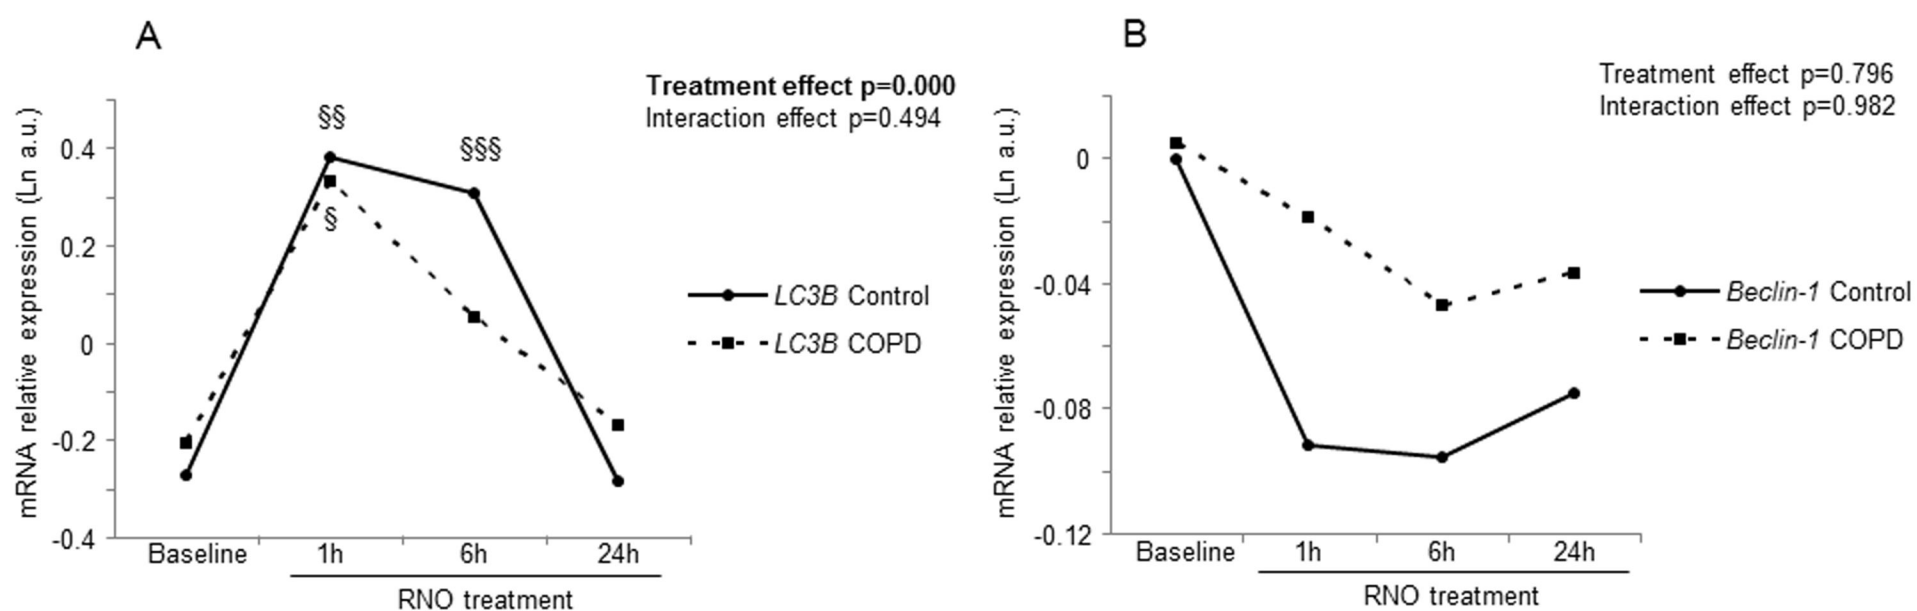 A
Treatment effect p=0.000
Interaction effect p=0.494
mRNA relative expression (Ln a.u.)
0.4
0.2
0
-0.2
-0.4
§§
§§§
§
LC3B Control
LC3B COPD
Baseline 1h 6h 24h
RNO treatment
B
Treatment effect p=0.796
Interaction effect p=0.982
mRNA relative expression (Ln a.u.)
0
-0.04
-0.08
-0.12
Beclin-1 Control
Beclin-1 COPD
Baseline 1h 6h 24h
RNO treatment